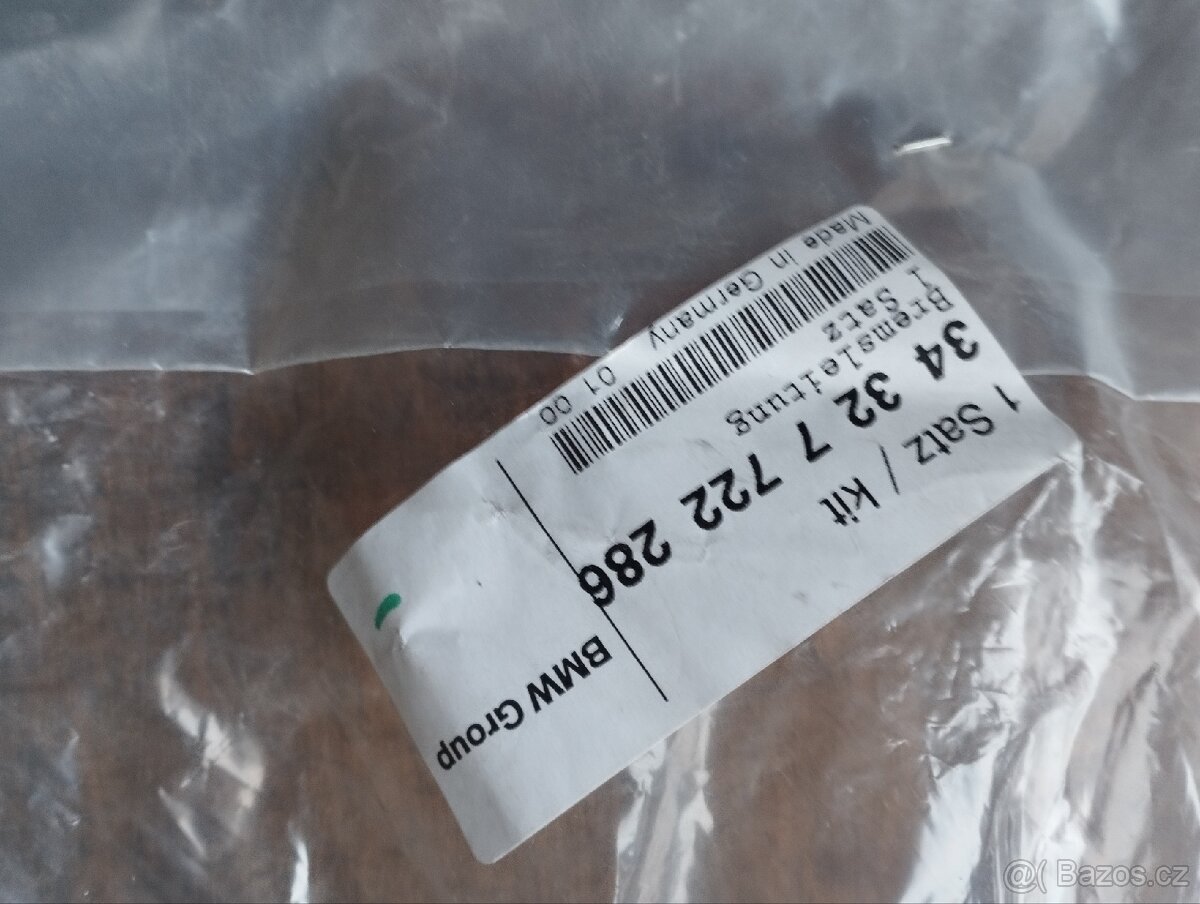 1 Satz / kit
34 32 7 722 286
Bremsleitung
1 Satz
Made in Germany 01 00
BMW Group
@( Bazos.cz